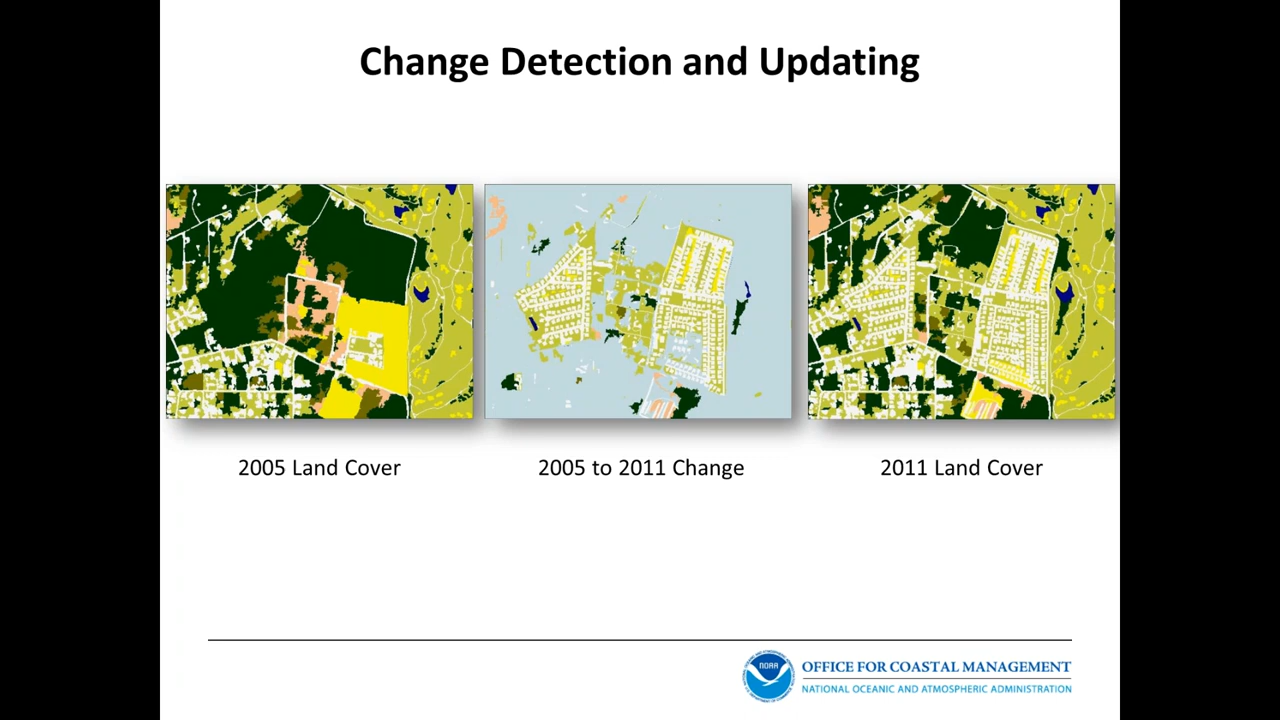 Change Detection and Updating
2005 Land Cover
2005 to 2011 Change
2011 Land Cover
NOAA
OFFICE FOR COASTAL MANAGEMENT
NATIONAL OCEANIC AND ATMOSPHERIC ADMINISTRATION